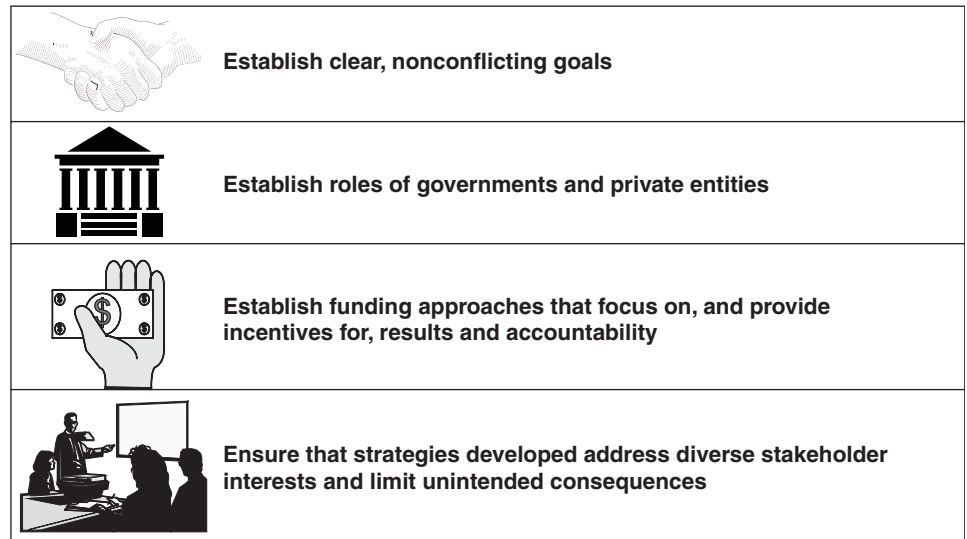 Establish clear, nonconflicting goals
Establish roles of governments and private entities
$
Establish funding approaches that focus on, and provide
incentives for, results and accountability
Ensure that strategies developed address diverse stakeholder
interests and limit unintended consequences